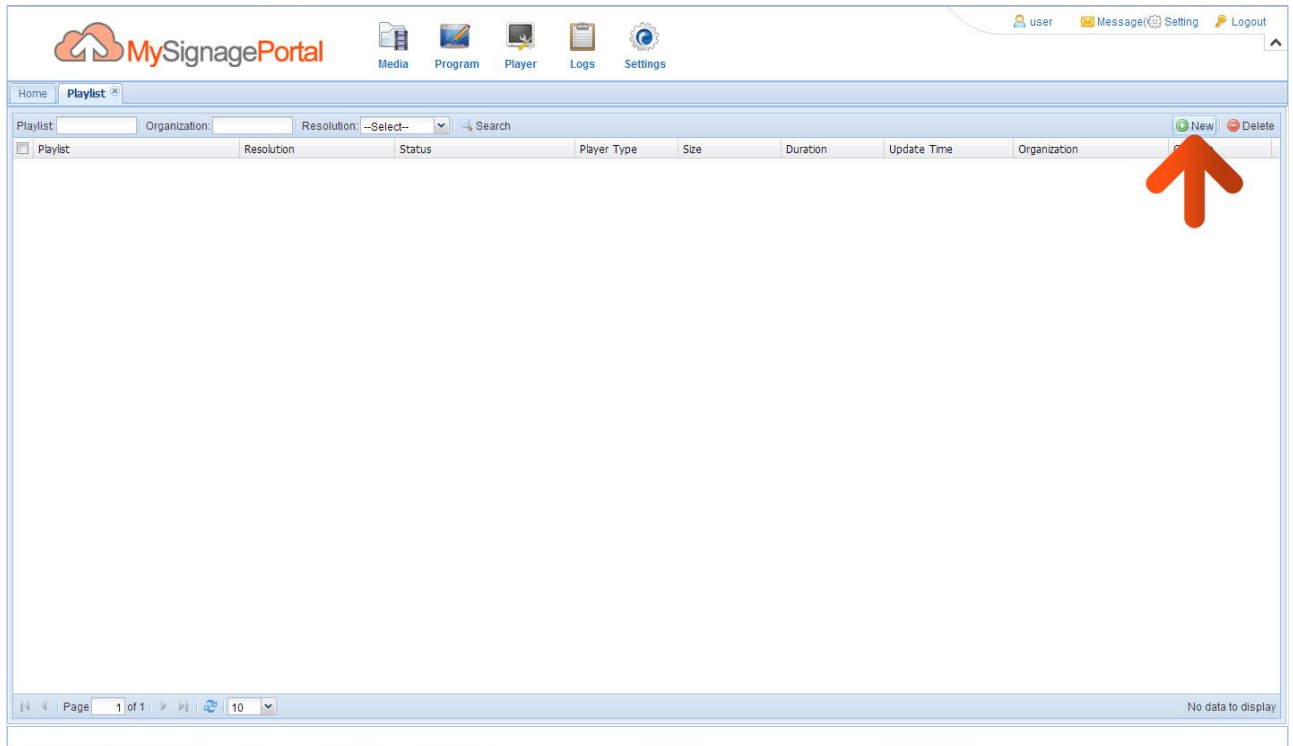 MySignagePortal
Media Program Player Logs Settings
user Message( Setting Logout
Home Playlist
Playlist: Organization: Resolution: --Select-- Search New Delete
Playlist Resolution Status Player Type Size Duration Update Time Organization
Page 1 of 1 10 No data to display